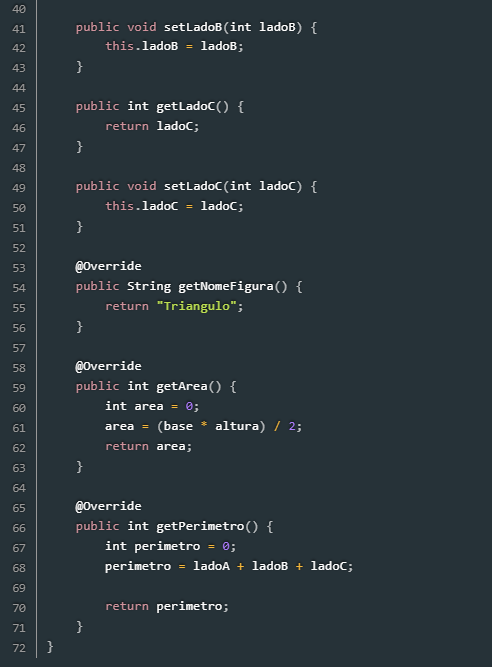 40
41     public void setLadoB(int ladoB) {
42         this.ladoB = ladoB;
43     }
44
45     public int getLadoC() {
46         return ladoC;
47     }
48
49     public void setLadoC(int ladoC) {
50         this.ladoC = ladoC;
51     }
52
53     @Override
54     public String getNomeFigura() {
55         return "Triangulo";
56     }
57
58     @Override
59     public int getArea() {
60         int area = 0;
61         area = (base * altura) / 2;
62         return area;
63     }
64
65     @Override
66     public int getPerimetro() {
67         int perimetro = 0;
68         perimetro = ladoA + ladoB + ladoC;
69
70         return perimetro;
71     }
72 }